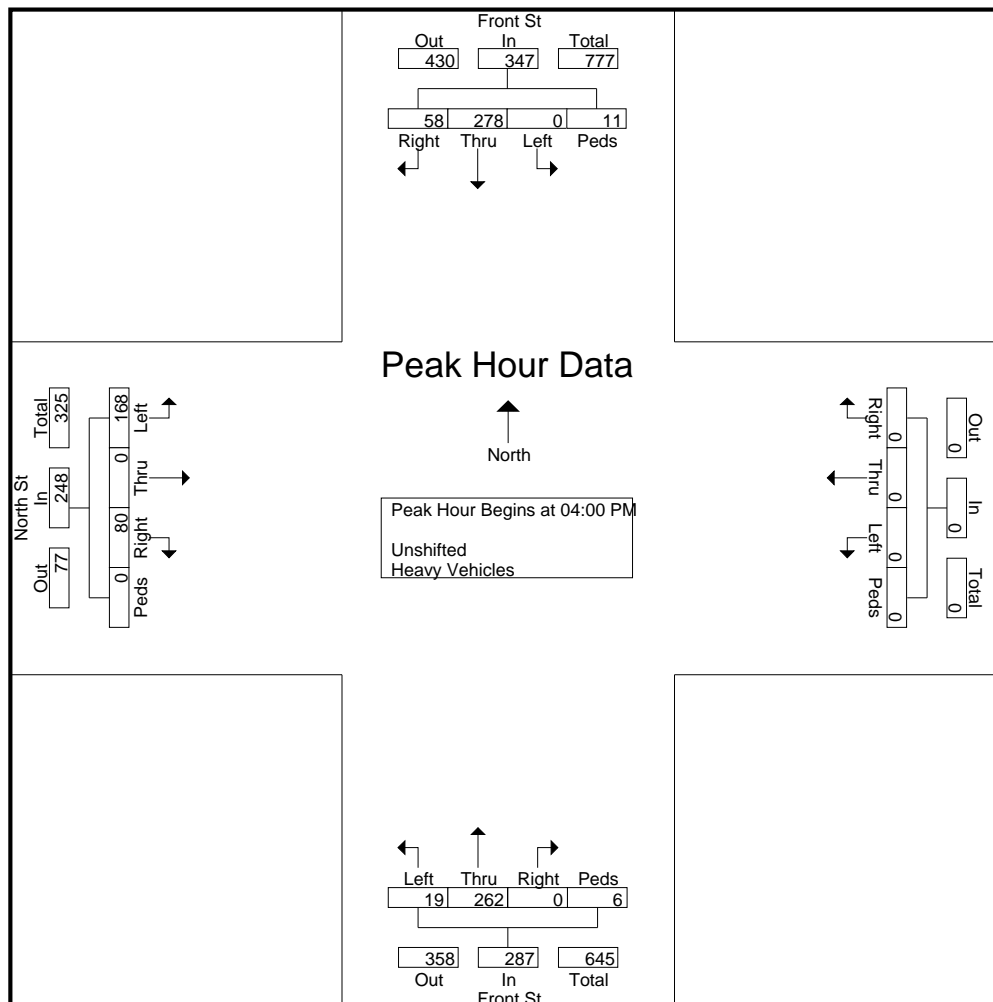 Front St
Out In Total
430 347 777
58 278 0 11
Right Thru Left Peds
Peak Hour Data
North
Peak Hour Begins at 04:00 PM
Unshifted
Heavy Vehicles
North St
Total In Out
325 248 77
168 0 80 0
Left Thru Right Peds
Right Thru Left Peds
0 0 0 0
Out In Total
0 0 0
Left Thru Right Peds
19 262 0 6
358 287 645
Out In Total
Front St